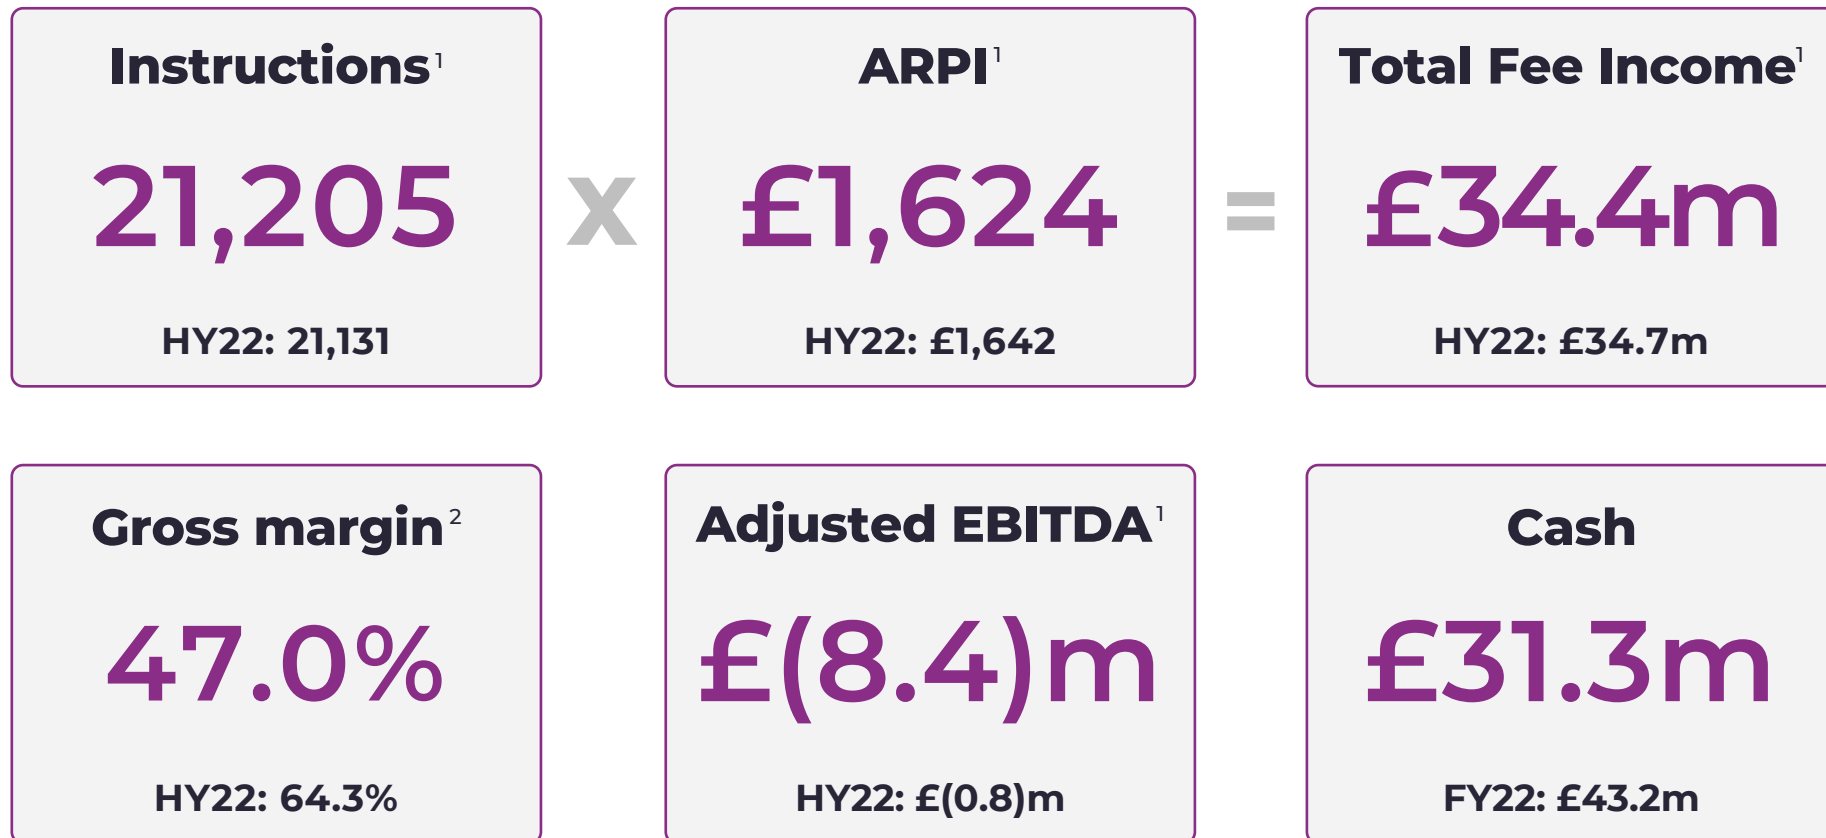 Instructions¹
21,205
HY22: 21,131
x
ARPI¹
£1,624
HY22: £1,642
=
Total Fee Income¹
£34.4m
HY22: £34.7m
Gross margin²
47.0%
HY22: 64.3%
Adjusted EBITDA¹
£(8.4)m
HY22: £(0.8)m
Cash
£31.3m
FY22: £43.2m